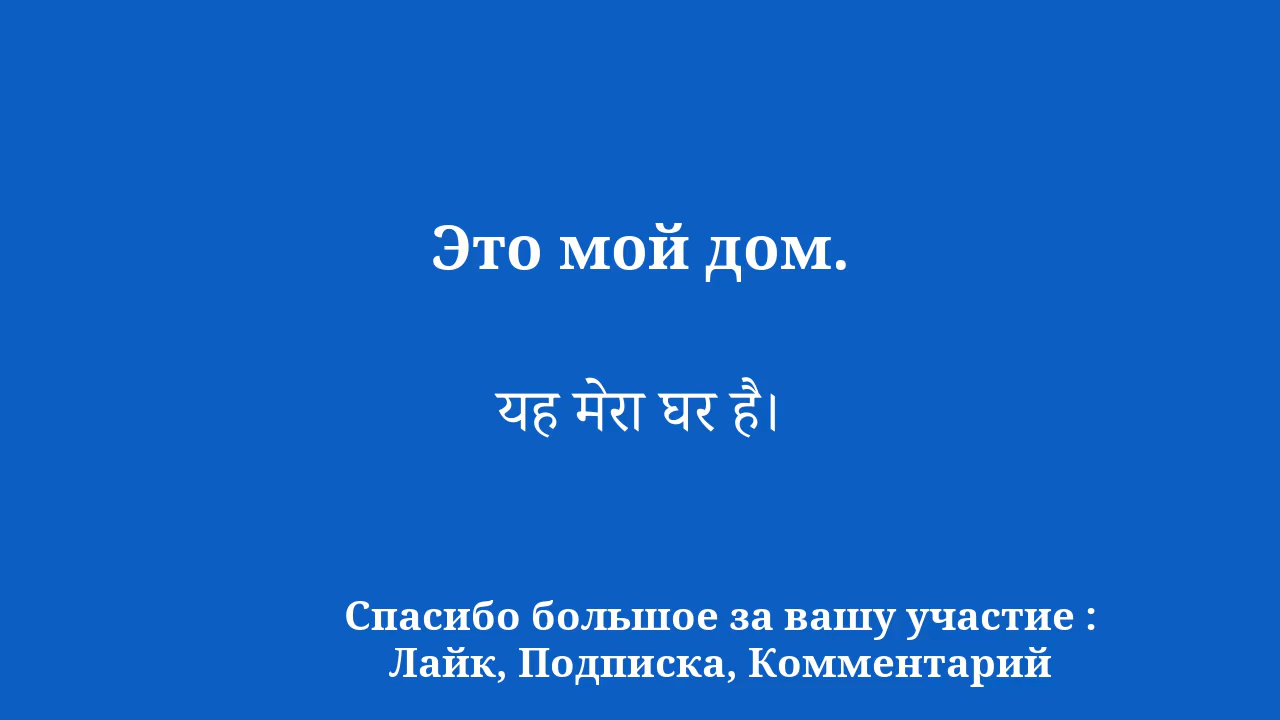 Это мой дом.
यह मेरा घर है।
Спасибо большое за вашу участие :
Лайк, Подписка, Комментарий